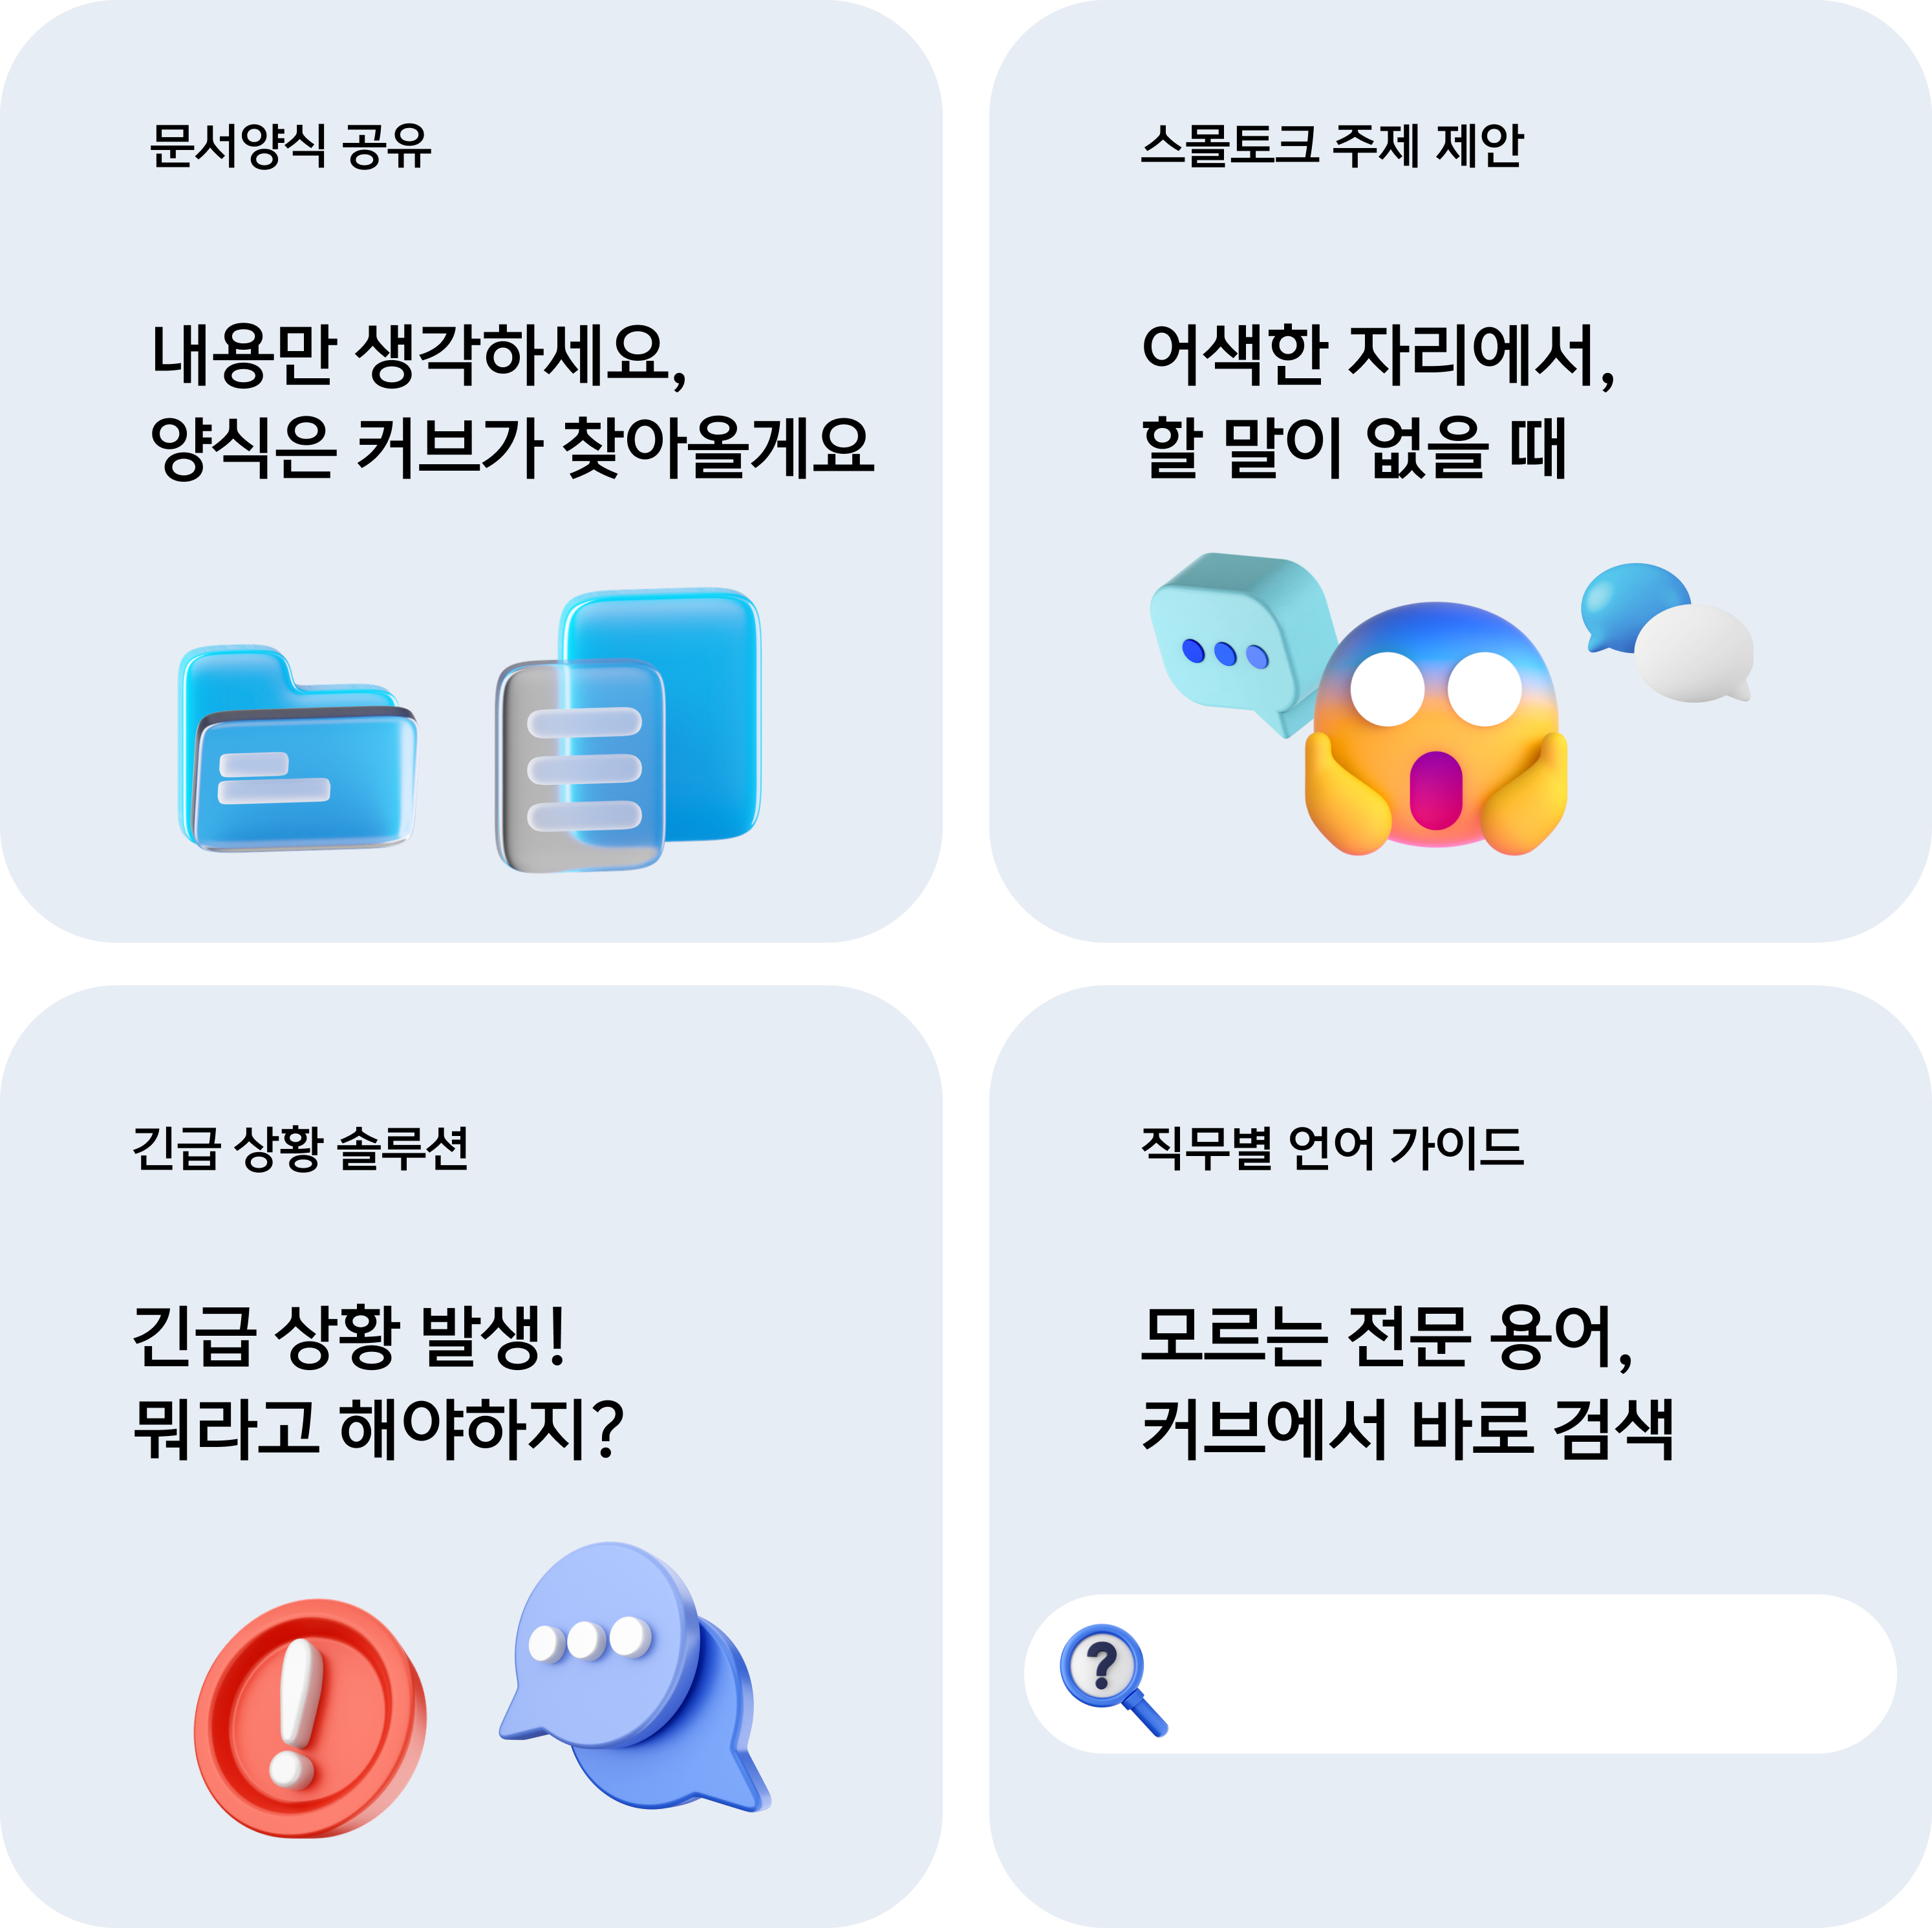 문서양식 공유
내용만 생각하세요,
양식은 커브가 찾아올게요
스몰토크 주제 제안
어색한 자리에서,
할 말이 없을 때
긴급 상황 솔루션
긴급 상황 발생!
뭐라고 해야하지?
직무별 언어 가이드
모르는 전문 용어,
커브에서 바로 검색